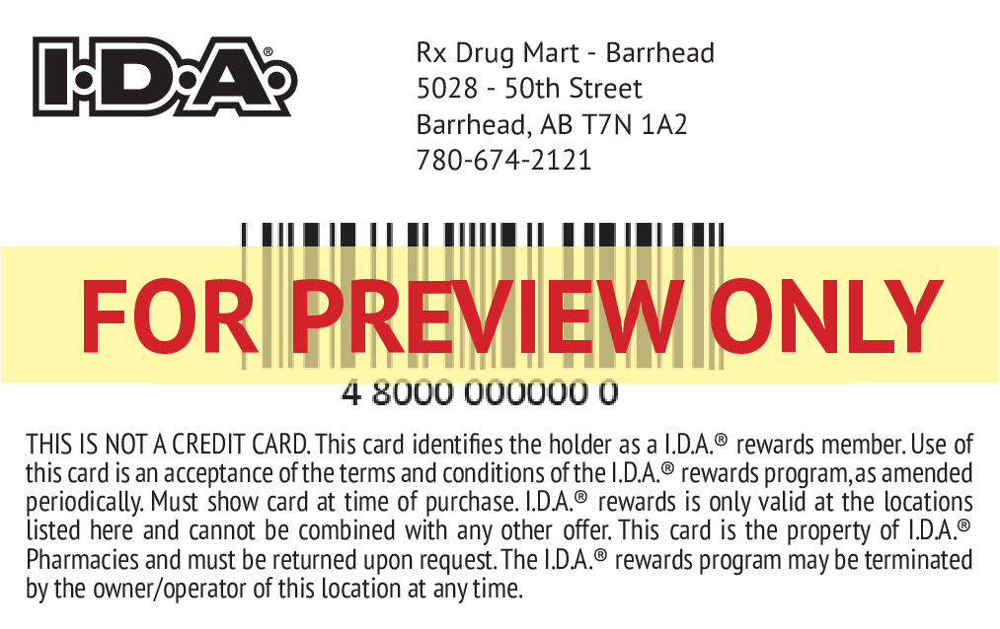 I·D·A·®
Rx Drug Mart - Barrhead
5028 - 50th Street
Barrhead, AB T7N 1A2
780-674-2121
FOR PREVIEW ONLY
4 8000 000000 0
THIS IS NOT A CREDIT CARD. This card identifies the holder as a I.D.A.® rewards member. Use of
this card is an acceptance of the terms and conditions of the I.D.A.® rewards program, as amended
periodically. Must show card at time of purchase. I.D.A.® rewards is only valid at the locations
listed here and cannot be combined with any other offer. This card is the property of I.D.A.®
Pharmacies and must be returned upon request. The I.D.A.® rewards program may be terminated
by the owner/operator of this location at any time.